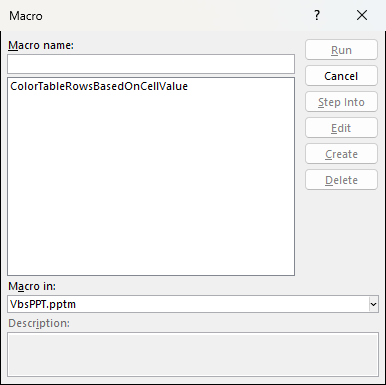 Macro
?
Macro name:
Run
ColorTableRowsBasedOnCellValue
Cancel
Step Into
Edit
Create
Delete
Macro in:
VbsPPT.pptm
Description: